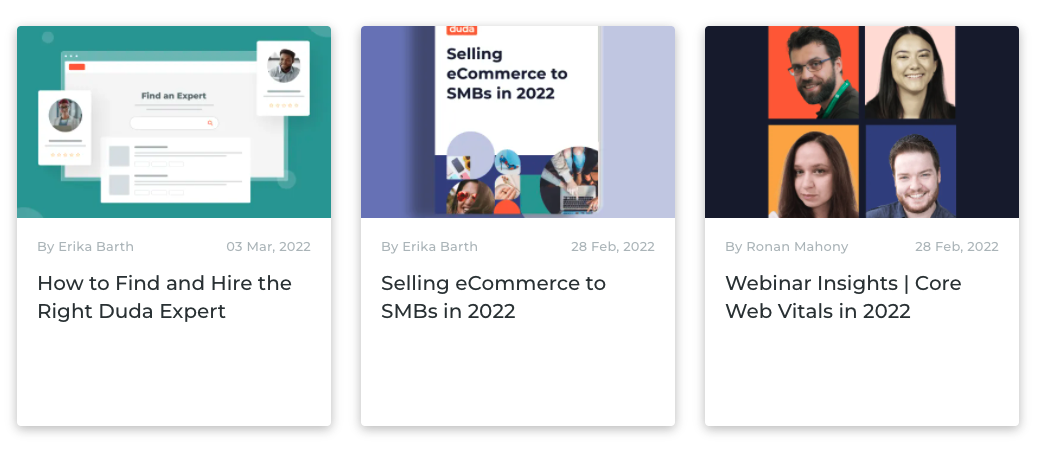 Find an Expert
duda
Selling
eCommerce to
SMBs in 2022
By Erika Barth
03 Mar, 2022
How to Find and Hire the
Right Duda Expert
By Erika Barth
28 Feb, 2022
Selling eCommerce to
SMBs in 2022
By Ronan Mahony
28 Feb, 2022
Webinar Insights | Core
Web Vitals in 2022